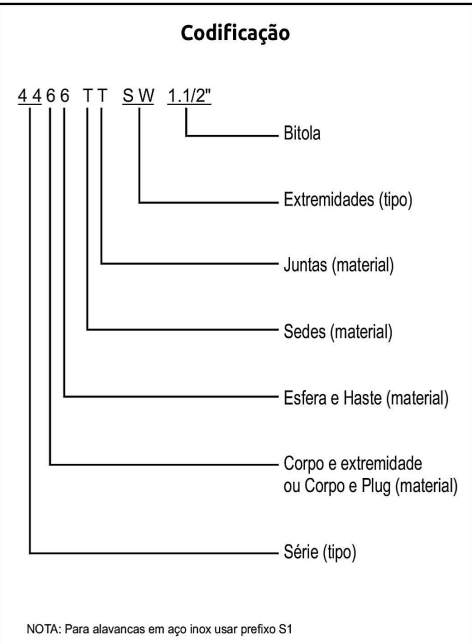 Codificação
4 4 6 6 T T S W 1.1/2"
Bitola
Extremidades (tipo)
Juntas (material)
Sedes (material)
Esfera e Haste (material)
Corpo e extremidade
ou Corpo e Plug (material)
Série (tipo)
NOTA: Para alavancas em aço inox usar prefixo S1